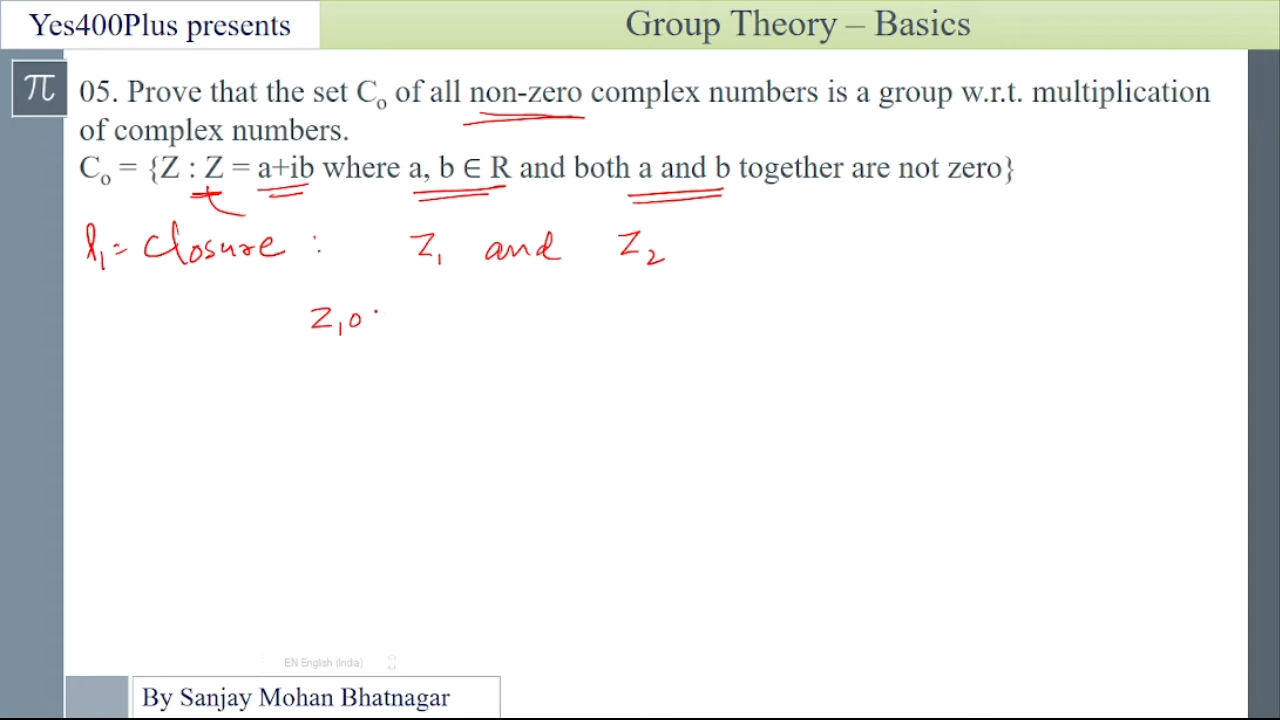 Yes400Plus presents
Group Theory – Basics
π
05. Prove that the set C₀ of all non-zero complex numbers is a group w.r.t. multiplication
of complex numbers.
C₀ = {Z : Z = a+ib where a, b ∈ R and both a and b together are not zero}
P₁ = Closure : Z₁ and Z₂
Z₁ o
EN English (India)
By Sanjay Mohan Bhatnagar